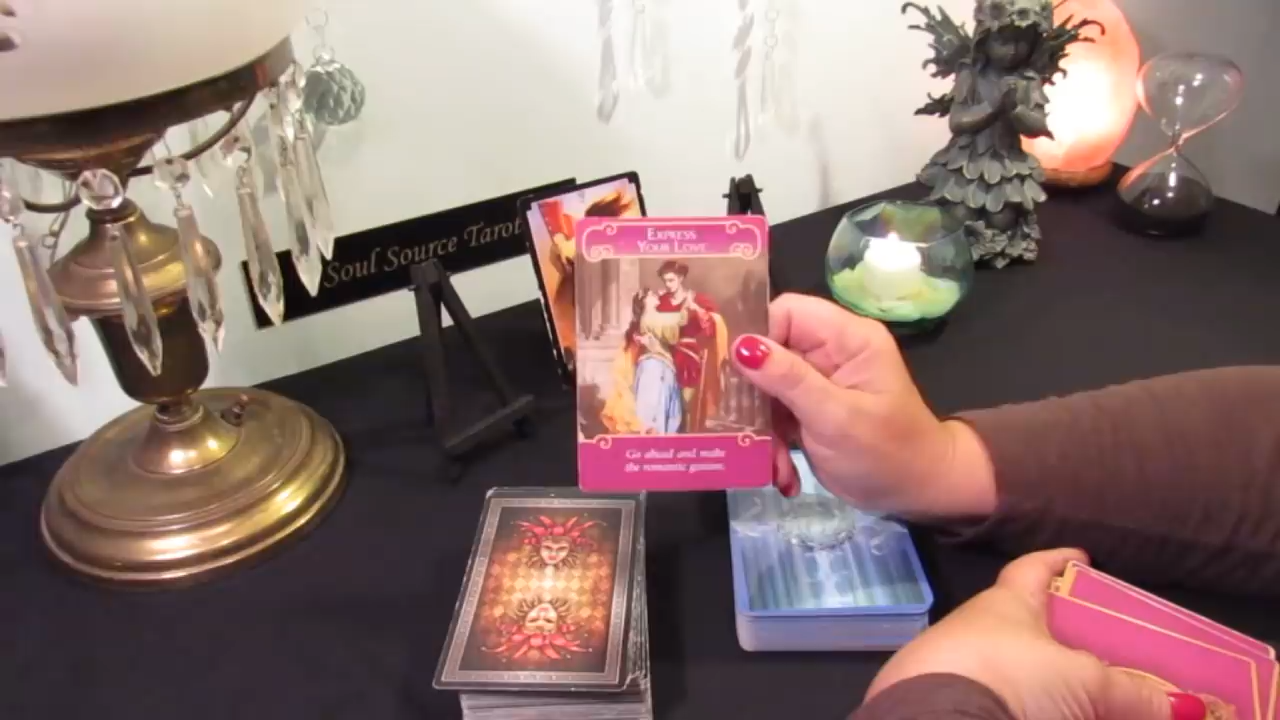 Soul Source Tarot
EXPRESS
YOUR LOVE
Go ahead and make
the romantic gesture.